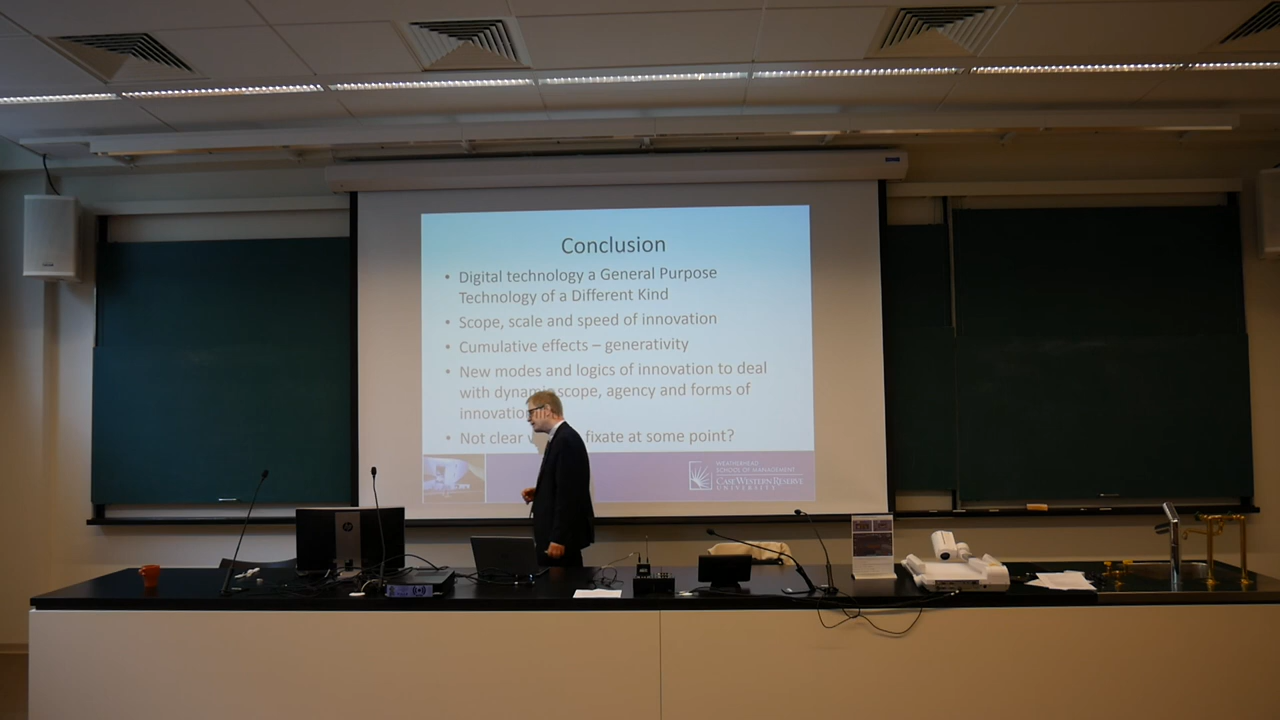 Conclusion
• Digital technology a General Purpose
Technology of a Different Kind
• Scope, scale and speed of innovation
• Cumulative effects – generativity
• New modes and logics of innovation to deal
with dynamic scope, agency and forms of
innovation
• Not clear fixate at some point?
WEATHERHEAD
SCHOOL OF MANAGEMENT
CASE WESTERN RESERVE
UNIVERSITY
hp